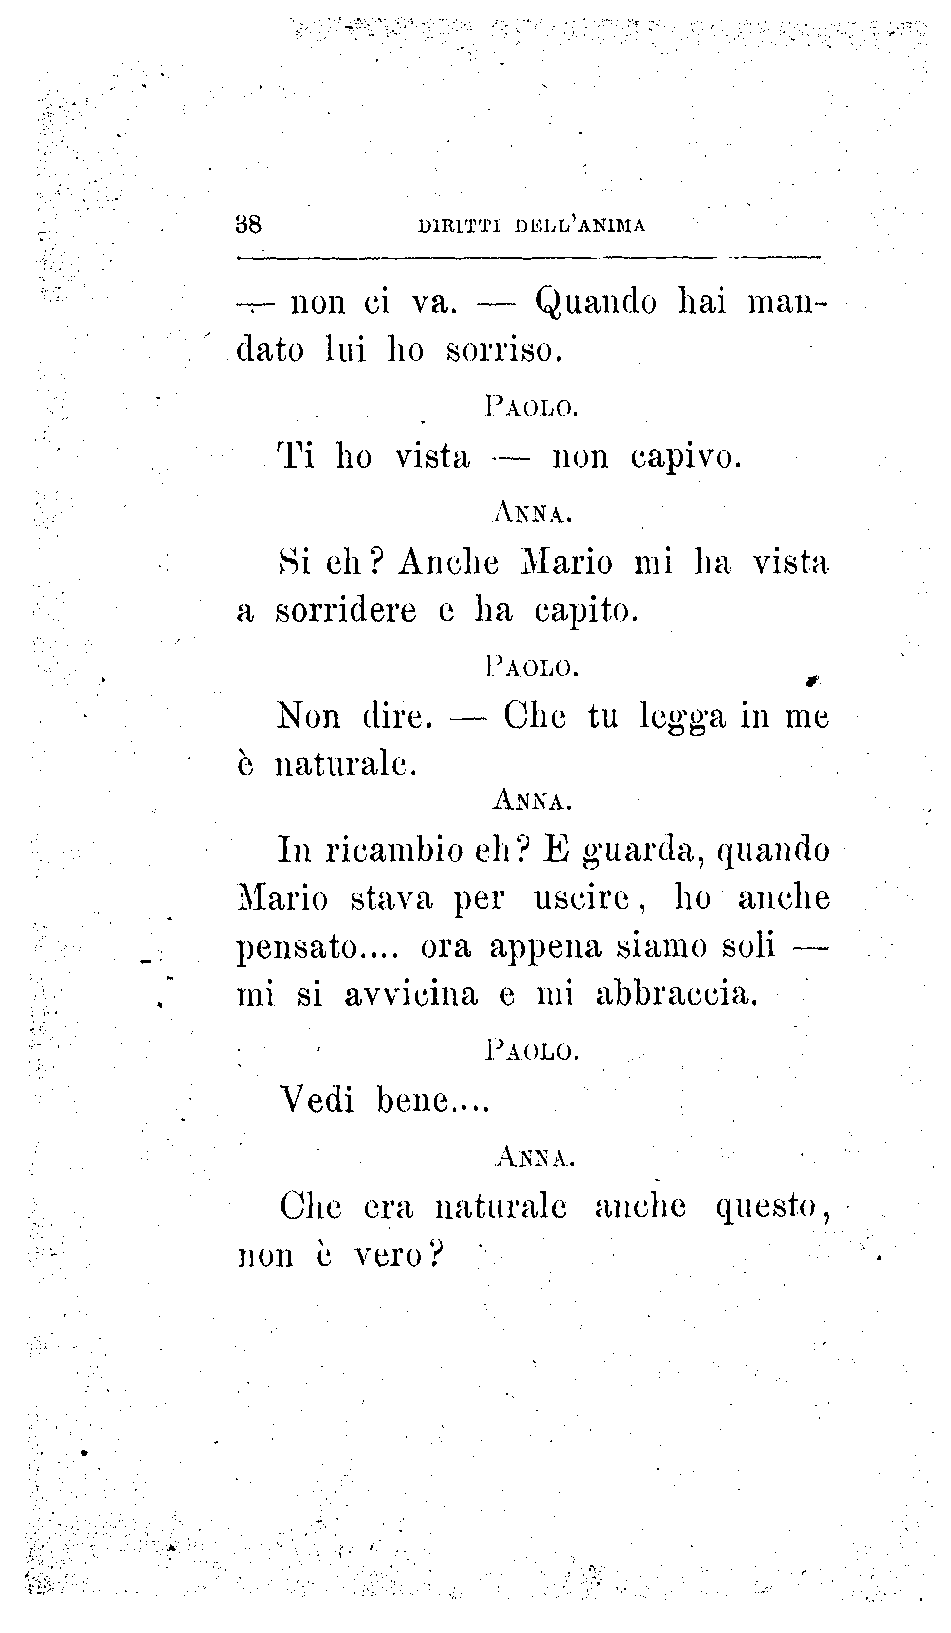 38 DIRITTI DELL'ANIMA
— non ci va. — Quando hai man-
dato lui ho sorriso.
PAOLO.
Ti ho vista — non capivo.
ANNA.
Si eh? Anche Mario mi ha vista
a sorridere e ha capito.
PAOLO.
Non dire. — Che tu legga in me
è naturale.
ANNA.
In ricambio eh? E guarda, quando
Mario stava per uscire, ho anche
pensato.... ora appena siamo soli —
mi si avvicina e mi abbraccia.
PAOLO.
Vedi bene....
ANNA.
Che era naturale anche questo,
non è vero?